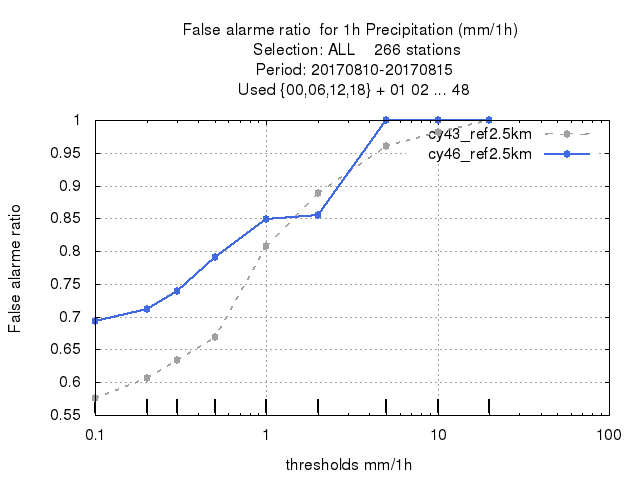 False alarme ratio  for 1h Precipitation (mm/1h)
Selection: ALL    266 stations
Period: 20170810-20170815
Used {00,06,12,18} + 01 02 ... 48
1
cy43_ref2.5km
0.95
cy46_ref2.5km
0.9
0.85
0.8
0.75
0.7
0.65
0.6
0.55
False alarme ratio
0.1 1 10 100
thresholds mm/1h